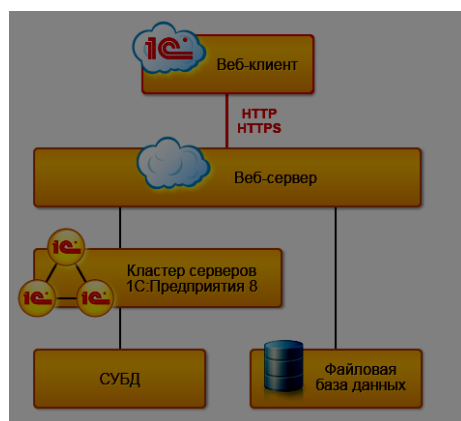 1С
Веб-клиент
HTTP
HTTPS
Веб-сервер
1С
1С
1С
Кластер серверов
1С:Предприятия 8
СУБД
Файловая
база данных